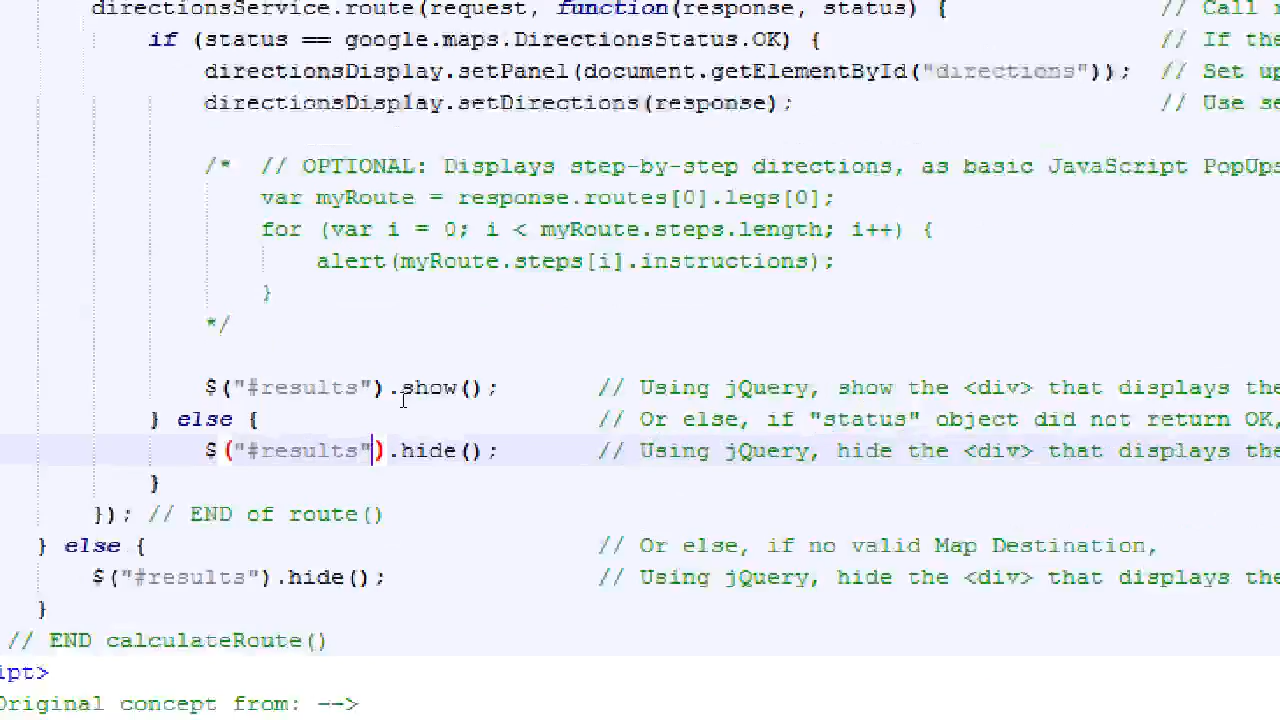 directionsService.route(request, function(response, status) { // Call
if (status == google.maps.DirectionsStatus.OK) { // If the
directionsDisplay.setPanel(document.getElementById("directions")); // Set up
directionsDisplay.setDirections(response); // Use se
/* // OPTIONAL: Displays step-by-step directions, as basic JavaScript PopUps
var myRoute = response.routes[0].legs[0];
for (var i = 0; i < myRoute.steps.length; i++) {
alert(myRoute.steps[i].instructions);
}
*/
$("#results").show(); // Using jQuery, show the <div> that displays the
} else { // Or else, if "status" object did not return OK,
$("#results").hide(); // Using jQuery, hide the <div> that displays the
}
}); // END of route()
} else { // Or else, if no valid Map Destination,
$("#results").hide(); // Using jQuery, hide the <div> that displays the
}
// END calculateRoute()
ipt>
Original concept from: -->